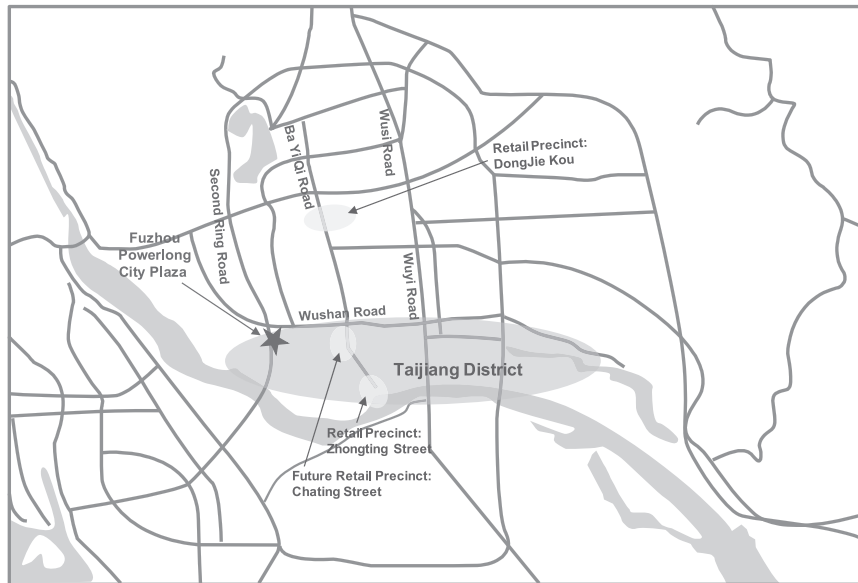 Wusi Road
Ba Yi Qi Road
Retail Precinct:
DongJie Kou
Second Ring Road
Fuzhou
Powerlong
City Plaza
Wuyi Road
Wushan Road
Taijiang District
Retail Precinct:
Zhongting Street
Future Retail Precinct:
Chating Street